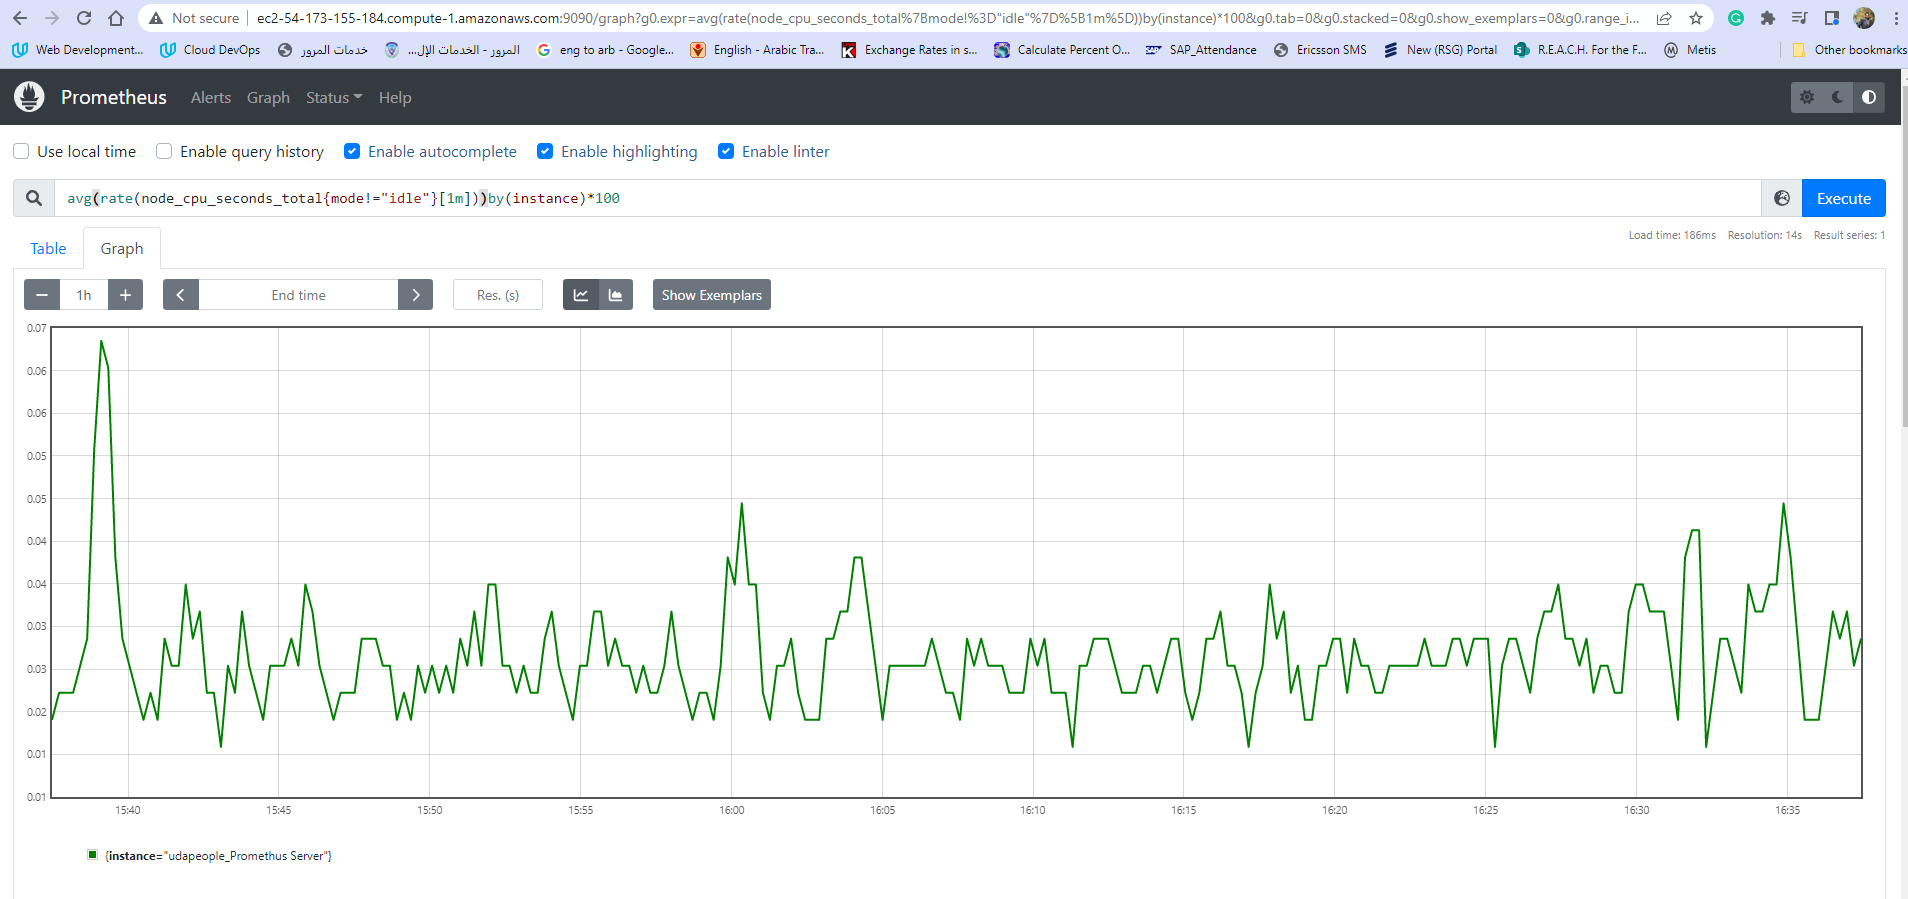 Not secure ec2-54-173-155-184.compute-1.amazonaws.com:9090/graph?g0.expr=avg(rate(node_cpu_seconds_total%7Bmode!%3D"idle"%7D%5B1m%5D))by(instance)*100&g0.tab=0&g0.stacked=0&g0.show_exemplars=0&g0.range_i...
Web Development... Cloud DevOps خدمات المرور المرور - الخدمات الإل... eng to arb - Google... English - Arabic Tra... Exchange Rates in s... Calculate Percent O... SAP_Attendance Ericsson SMS New (RSG) Portal R.E.A.C.H. For the F... Metis Other bookmarks
Prometheus Alerts Graph Status Help
Use local time Enable query history Enable autocomplete Enable highlighting Enable linter
avg(rate(node_cpu_seconds_total{mode!="idle"}[1m]))by(instance)*100 Execute
Load time: 186ms Resolution: 14s Result series: 1
Table Graph
1h End time Res. (s) Show Exemplars
0.07
0.06
0.06
0.05
0.05
0.04
0.04
0.03
0.03
0.02
0.01
0.01
15:40 15:45 15:50 15:55 16:00 16:05 16:10 16:15 16:20 16:25 16:30 16:35
{instance="udapeople_Promethus Server"}